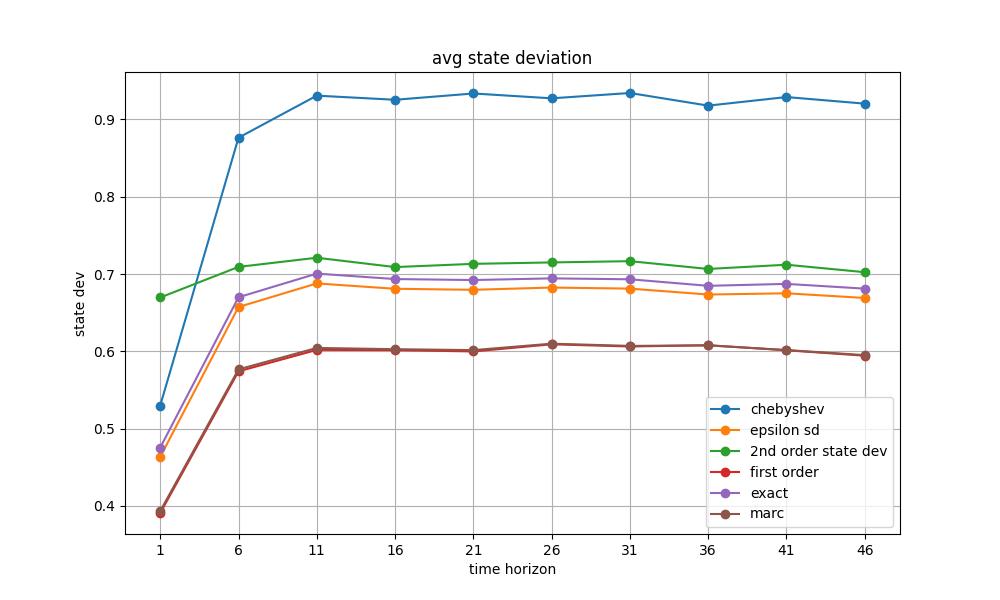 avg state deviation
state dev
0.9
0.8
0.7
0.6
0.5
0.4
1 6 11 16 21 26 31 36 41 46
time horizon
chebyshev
epsilon sd
2nd order state dev
first order
exact
marc